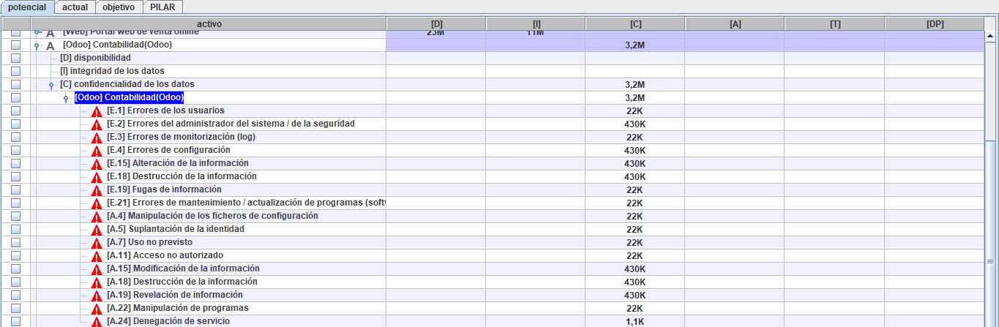 potencial actual objetivo PILAR
activo [D] [I] [C] [A] [T] [DP]
[Web] Portal web de venta online 23M 11M
[Odoo] Contabilidad(Odoo) 3,2M
[D] disponibilidad
[I] integridad de los datos
[C] confidencialidad de los datos 3,2M
[Odoo] Contabilidad(Odoo) 3,2M
[E.1] Errores de los usuarios 22K
[E.2] Errores del administrador del sistema / de la seguridad 430K
[E.3] Errores de monitorización (log) 22K
[E.4] Errores de configuración 430K
[E.15] Alteración de la información 430K
[E.18] Destrucción de la información 430K
[E.19] Fugas de información 22K
[E.21] Errores de mantenimiento / actualización de programas (softw 22K
[A.4] Manipulación de los ficheros de configuración 22K
[A.5] Suplantación de la identidad 22K
[A.7] Uso no previsto 22K
[A.11] Acceso no autorizado 22K
[A.15] Modificación de la información 430K
[A.18] Destrucción de la información 430K
[A.19] Revelación de información 430K
[A.22] Manipulación de programas 22K
[A.24] Denegación de servicio 1,1K